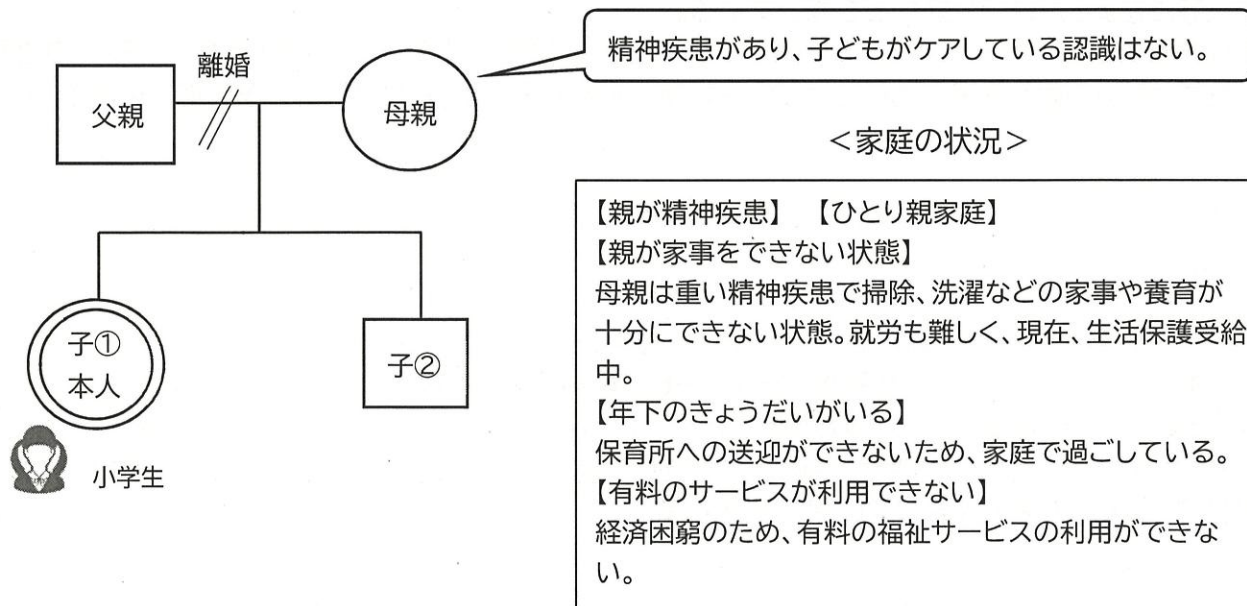 離婚
父親
母親
精神疾患があり、子どもがケアしている認識はない。
子①
本人
子②
小学生
＜家庭の状況＞
【親が精神疾患】　【ひとり親家庭】
【親が家事をできない状態】
母親は重い精神疾患で掃除、洗濯などの家事や養育が
十分にできない状態。就労も難しく、現在、生活保護受給
中。
【年下のきょうだいがいる】
保育所への送迎ができないため、家庭で過ごしている。
【有料のサービスが利用できない】
経済困窮のため、有料の福祉サービスの利用ができな
い。